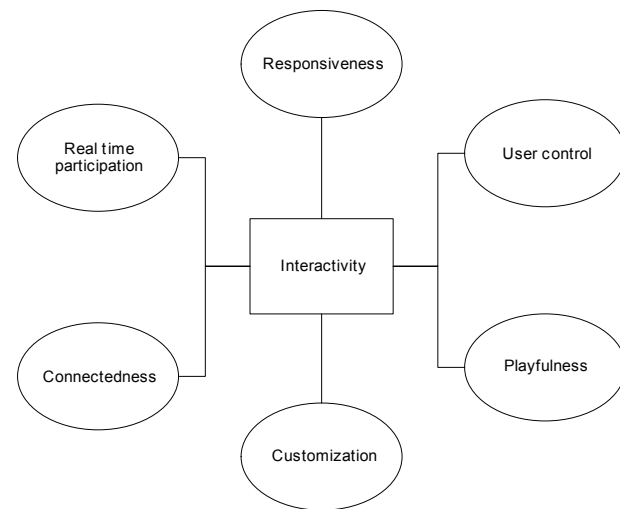 Responsiveness
Real time
participation
User control
Interactivity
Connectedness
Playfulness
Customization